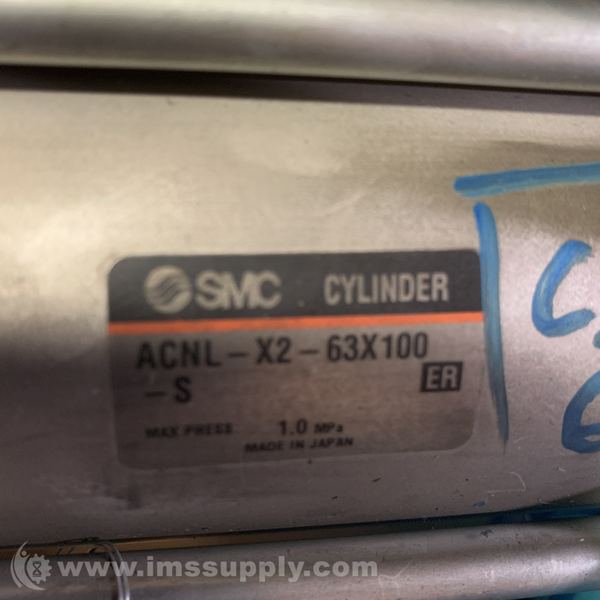 SMC CYLINDER
ACNL-X2-63X100
-S
ER
MAX PRESS 1.0 MPa
MADE IN JAPAN
www.imssupply.com